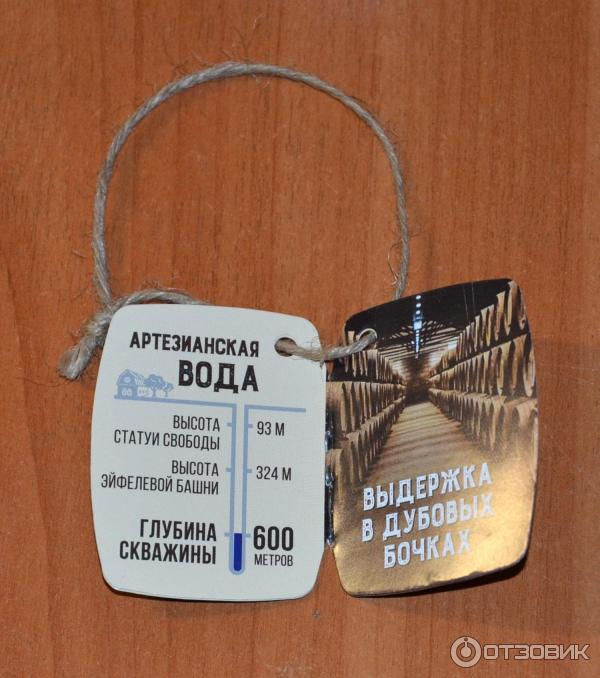 АРТЕЗИАНСКАЯ
ВОДА
ВЫСОТА
СТАТУИ СВОБОДЫ
93 М
ВЫСОТА
ЭЙФЕЛЕВОЙ БАШНИ
324 М
ГЛУБИНА
СКВАЖИНЫ
600
МЕТРОВ
ВЫДЕРЖКА
В ДУБОВЫХ
БОЧКАХ
ОТЗОВИК